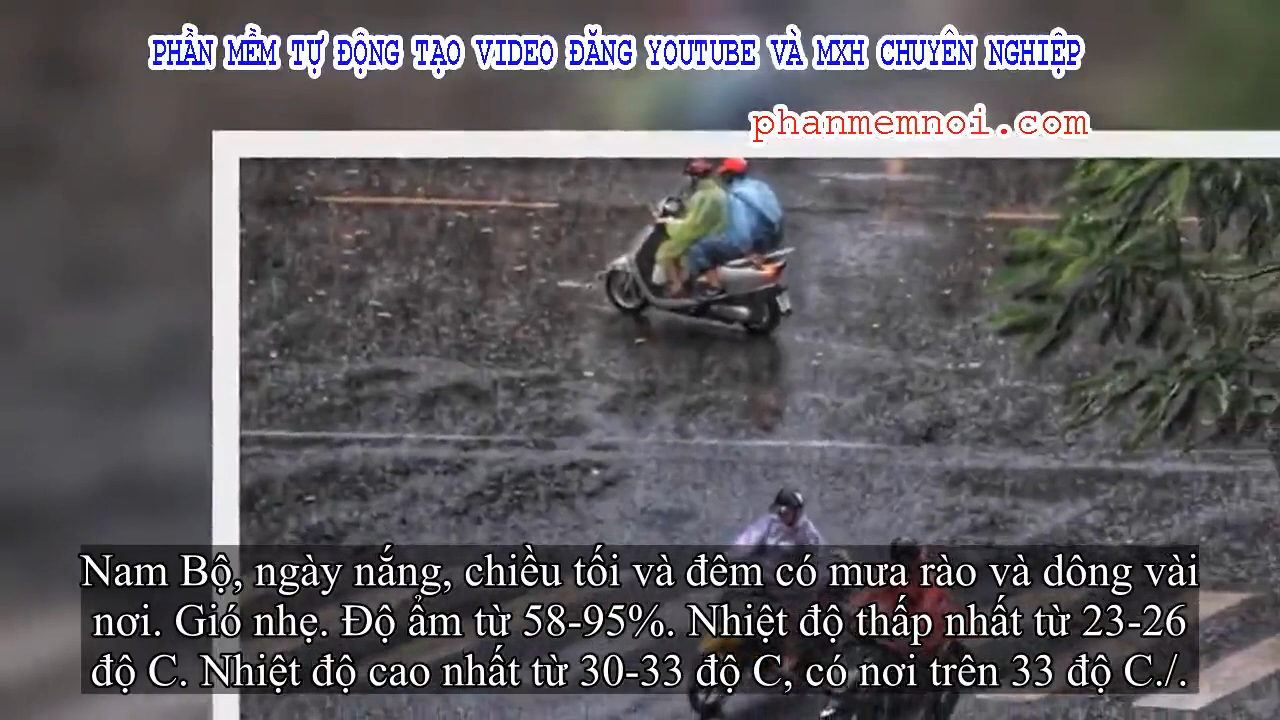 PHẦN MỀM TỰ ĐỘNG TẠO VIDEO ĐĂNG YOUTUBE VÀ MXH CHUYÊN NGHIỆP
phanmemnoi.com
Nam Bộ, ngày nắng, chiều tối và đêm có mưa rào và dông vài
nơi. Gió nhẹ. Độ ẩm từ 58-95%. Nhiệt độ thấp nhất từ 23-26
độ C. Nhiệt độ cao nhất từ 30-33 độ C, có nơi trên 33 độ C./.